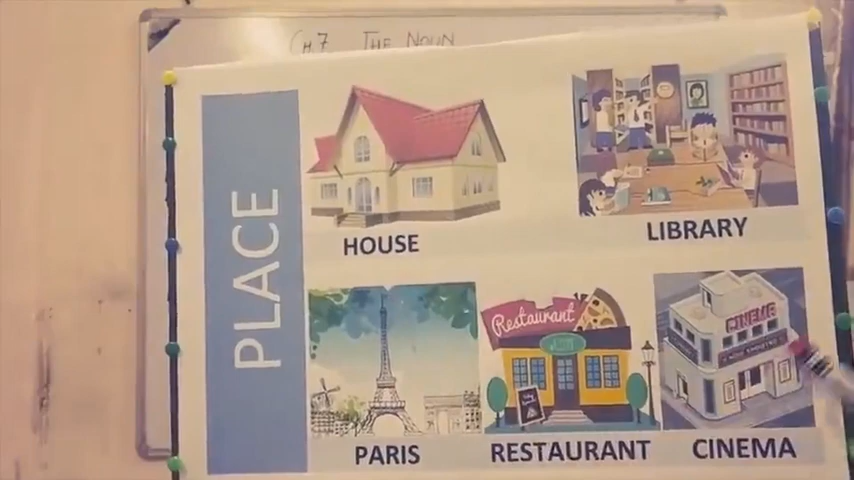 CH.7 THE NOUN
PLACE
HOUSE
LIBRARY
Restaurant
CINEMA
PARIS
RESTAURANT
CINEMA